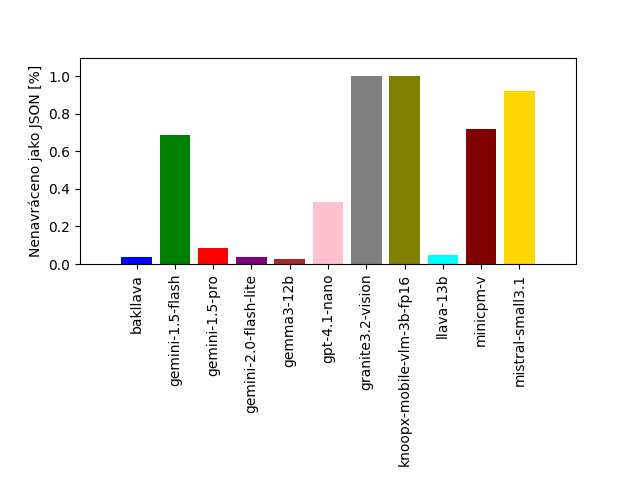 Nenavráceno jako JSON [%]
1.0
0.8
0.6
0.4
0.2
0.0
bakllava
gemini-1.5-flash
gemini-1.5-pro
gemini-2.0-flash-lite
gemma3-12b
gpt-4.1-nano
granite3.2-vision
knoopx-mobile-vlm-3b-fp16
llava-13b
minicpm-v
mistral-small3.1